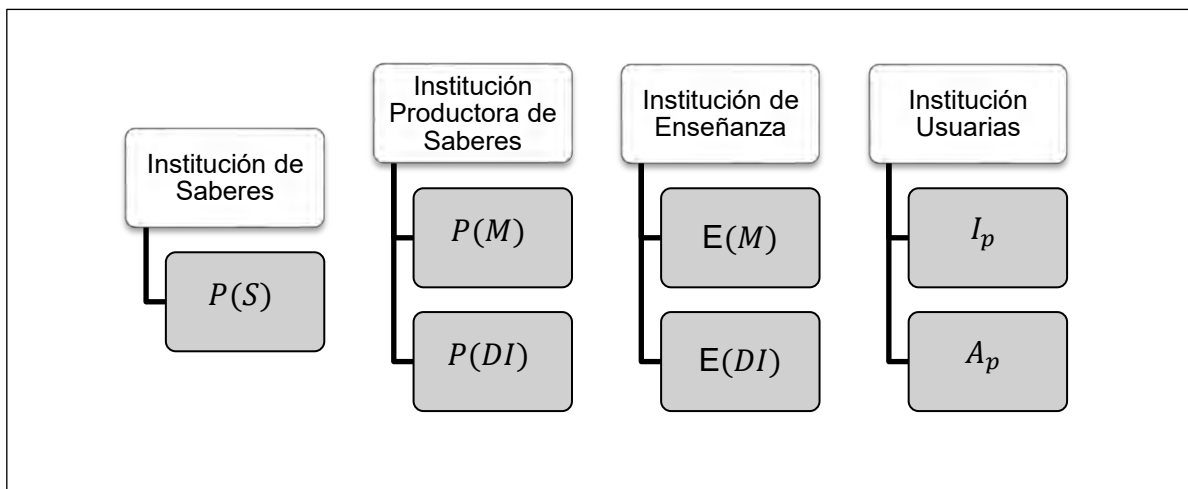 Institución de
Saberes
P(S)
Institución
Productora de
Saberes
P(M)
P(DI)
Institución de
Enseñanza
E(M)
E(DI)
Institución
Usuarias
I_p
A_p